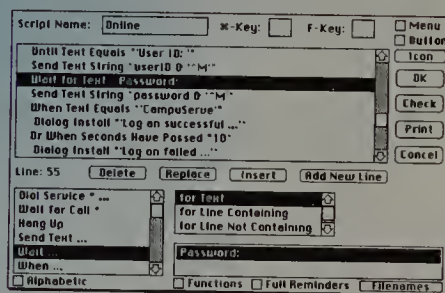 Script Name: Online ⌘-Key: F-Key: Menu
Button
Until Text Equals "User ID: "
Send Text String "userID & "^M"
Wait for Text Password:
Send Text String "password & "^M"
When Text Equals "CompuServe"
Dialog Install "Log on successful ..."
Or When Seconds Have Passed "10"
Dialog Install "Log on failed ..."
Icon
OK
Check
Print
Cancel
Line: 55 Delete Replace Insert Add New Line
Dial Service " ...
Wait for Call "
Hang Up
Send Text ...
Wait ...
When ...
for Text
for Line Containing
for Line Not Containing
Password:
Alphabetic Functions Full Reminders Filenames